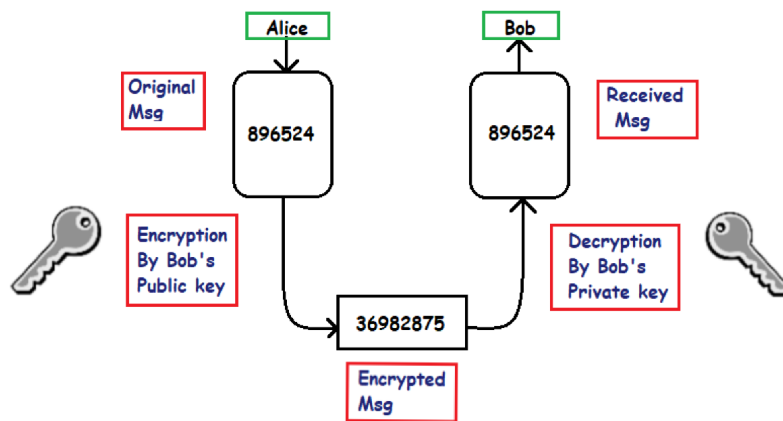 Alice
Bob
Original
Msg
896524
896524
Received
Msg
Encryption
By Bob's
Public key
Decryption
By Bob's
Private key
36982875
Encrypted
Msg